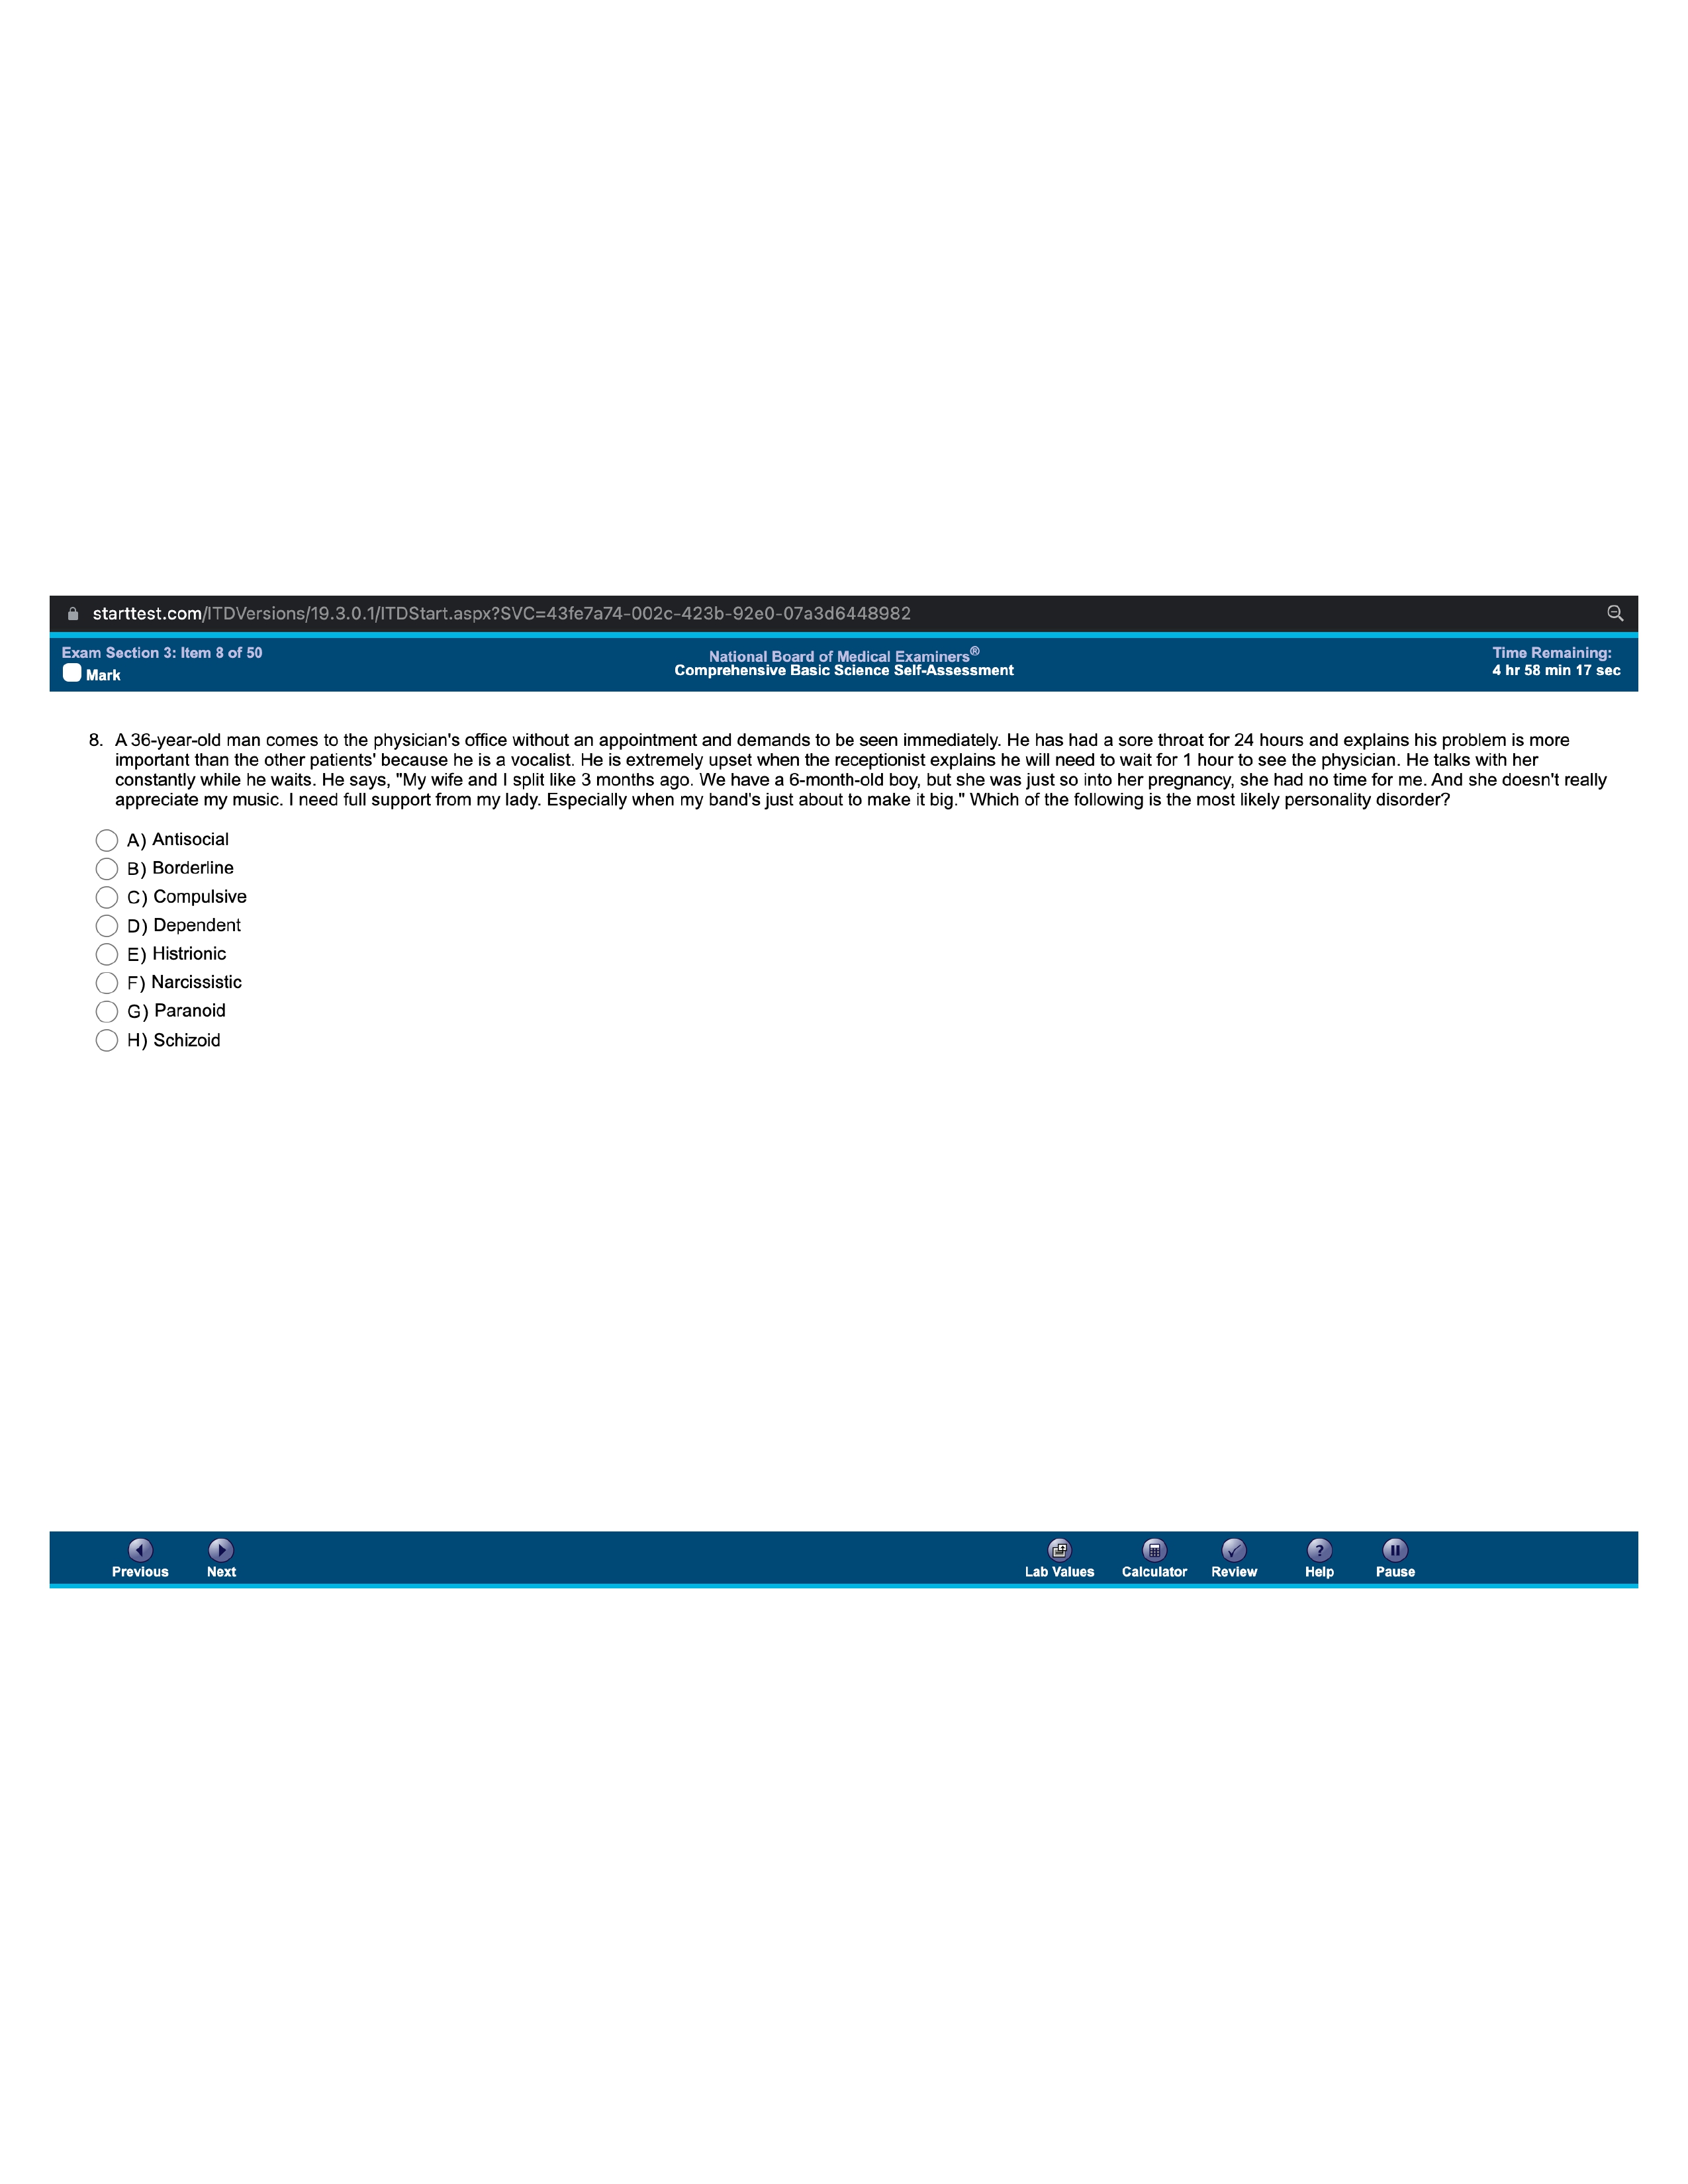 starttest.com/ITDVersions/19.3.0.1/ITDStart.aspx?SVC=43fe7a74-002c-423b-92e0-07a3d6448982
Exam Section 3: Item 8 of 50
Mark
National Board of Medical Examiners®
Comprehensive Basic Science Self-Assessment
Time Remaining:
4 hr 58 min 17 sec
8. A 36-year-old man comes to the physician's office without an appointment and demands to be seen immediately. He has had a sore throat for 24 hours and explains his problem is more
important than the other patients' because he is a vocalist. He is extremely upset when the receptionist explains he will need to wait for 1 hour to see the physician. He talks with her
constantly while he waits. He says, "My wife and I split like 3 months ago. We have a 6-month-old boy, but she was just so into her pregnancy, she had no time for me. And she doesn't really
appreciate my music. I need full support from my lady. Especially when my band's just about to make it big." Which of the following is the most likely personality disorder?
A) Antisocial
B) Borderline
C) Compulsive
D) Dependent
E) Histrionic
F) Narcissistic
G) Paranoid
H) Schizoid
Previous
Next
Lab Values
Calculator
Review
Help
Pause